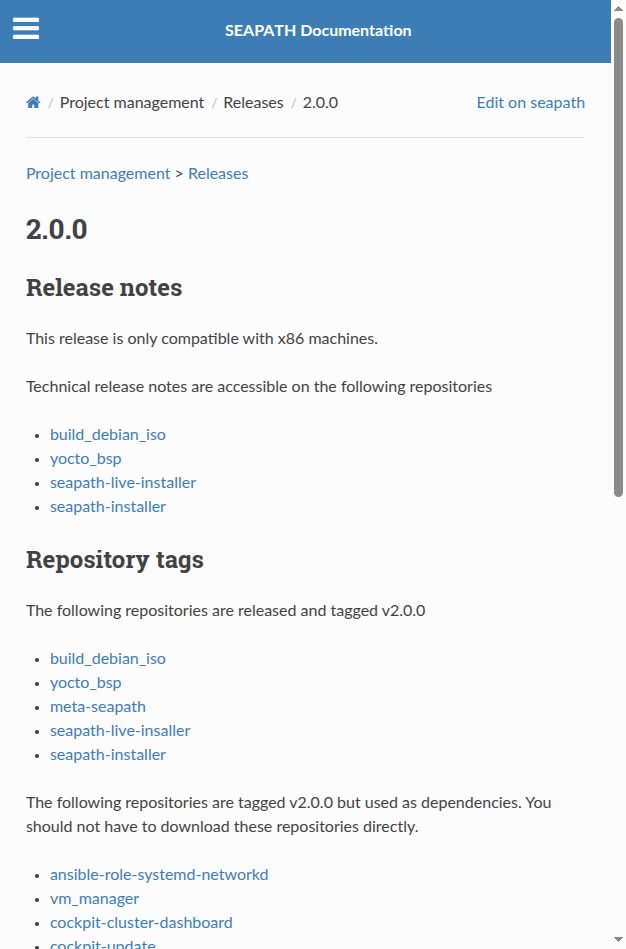 SEAPATH Documentation
/ Project management / Releases / 2.0.0 Edit on seapath
Project management > Releases
2.0.0
Release notes
This release is only compatible with x86 machines.
Technical release notes are accessible on the following repositories
• build_debian_iso
• yocto_bsp
• seapath-live-installer
• seapath-installer
Repository tags
The following repositories are released and tagged v2.0.0
• build_debian_iso
• yocto_bsp
• meta-seapath
• seapath-live-insaller
• seapath-installer
The following repositories are tagged v2.0.0 but used as dependencies. You
should not have to download these repositories directly.
• ansible-role-systemd-networkd
• vm_manager
• cockpit-cluster-dashboard
• cockpit-update